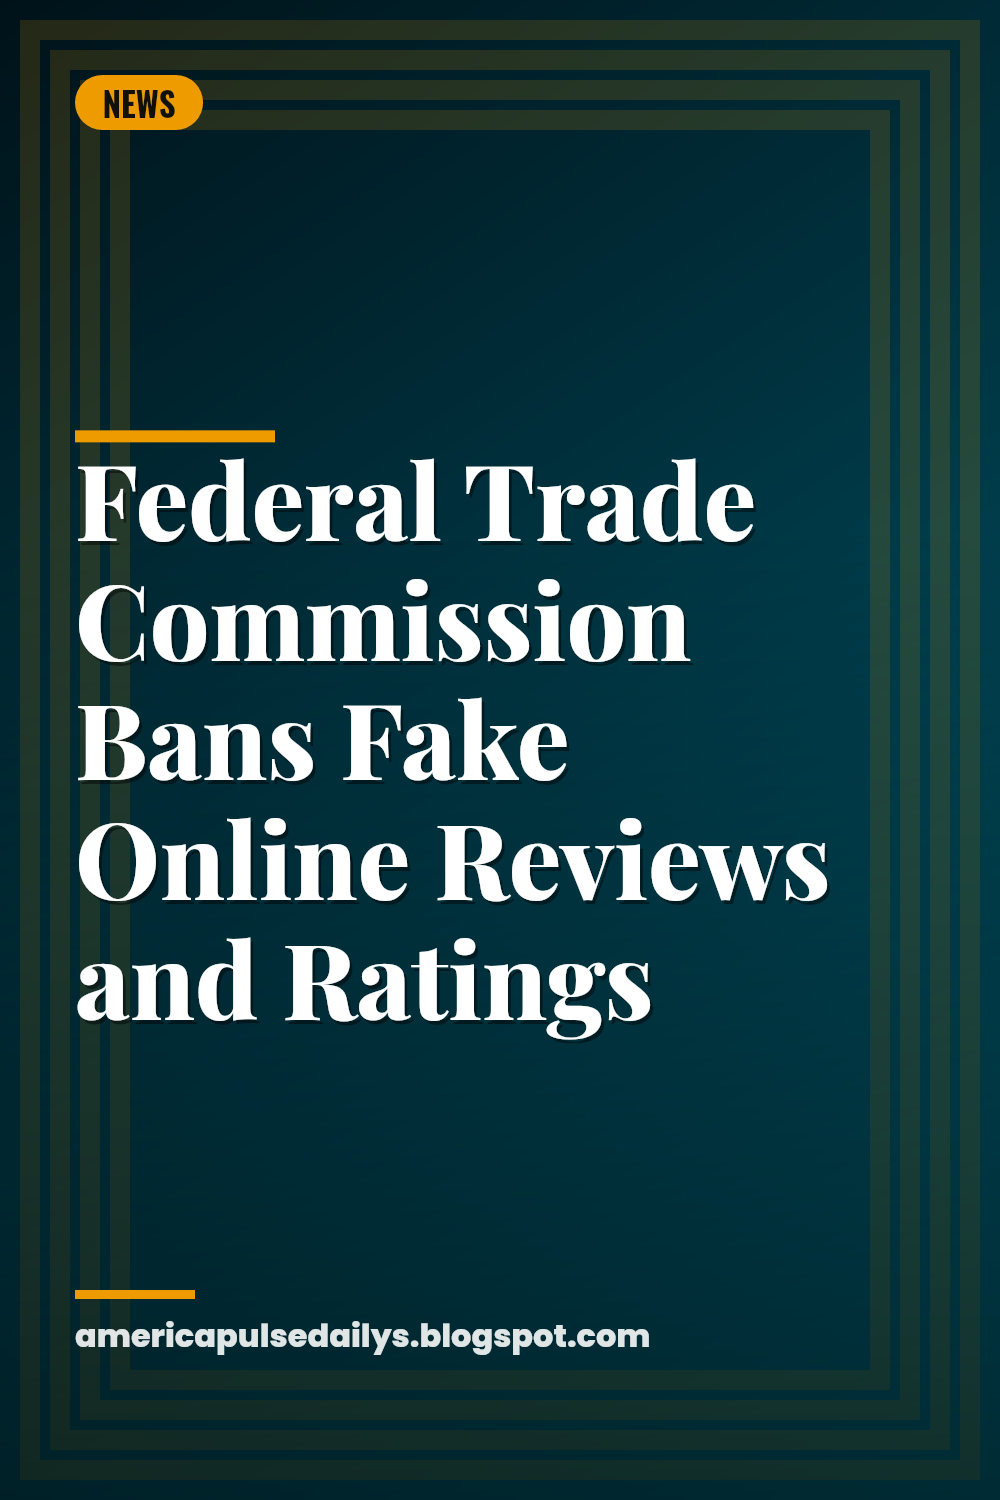 NEWS
Federal Trade
Commission
Bans Fake
Online Reviews
and Ratings
americapulsedailys.blogspot.com